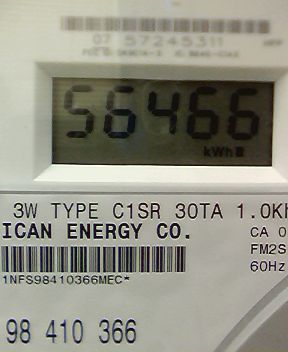 07 57245311
56466
kWh
3W TYPE C1SR 30TA 1.0Kh
ICAN ENERGY CO.
CA 0
FM2S
60Hz
1NFS98410366MEC*
98 410 366